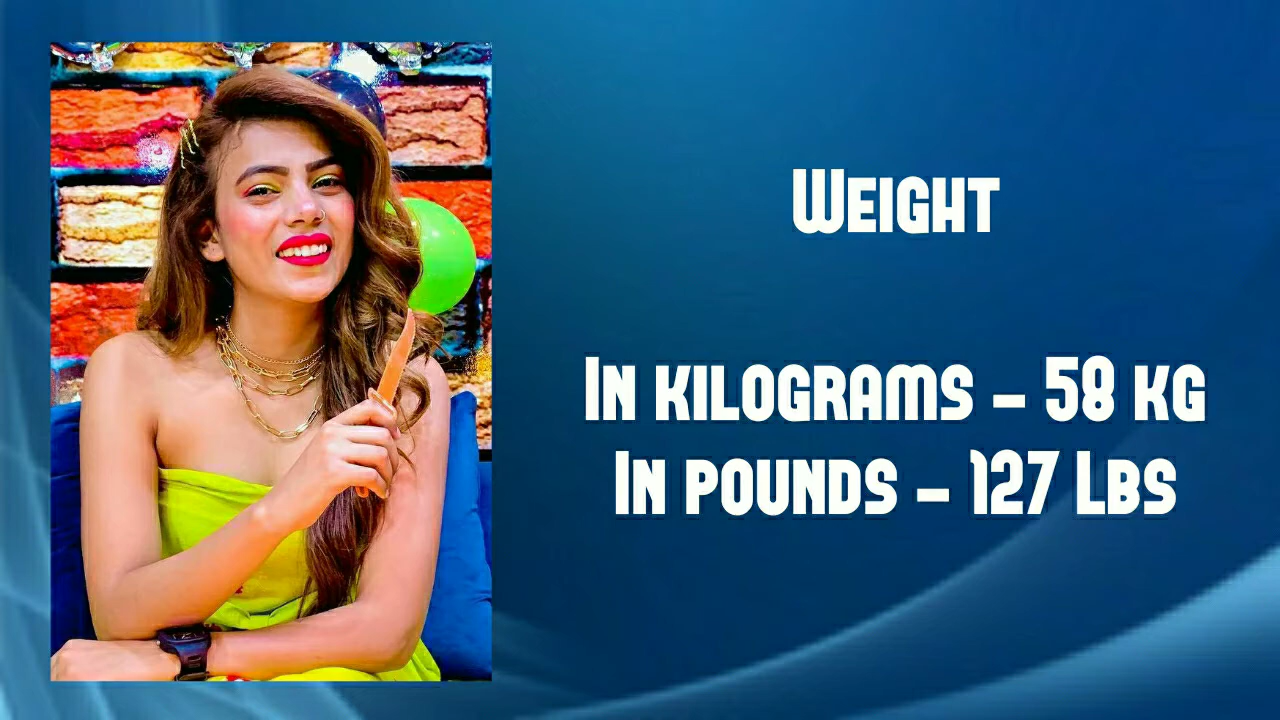 Weight
In kilograms – 58 kg
In pounds – 127 Lbs